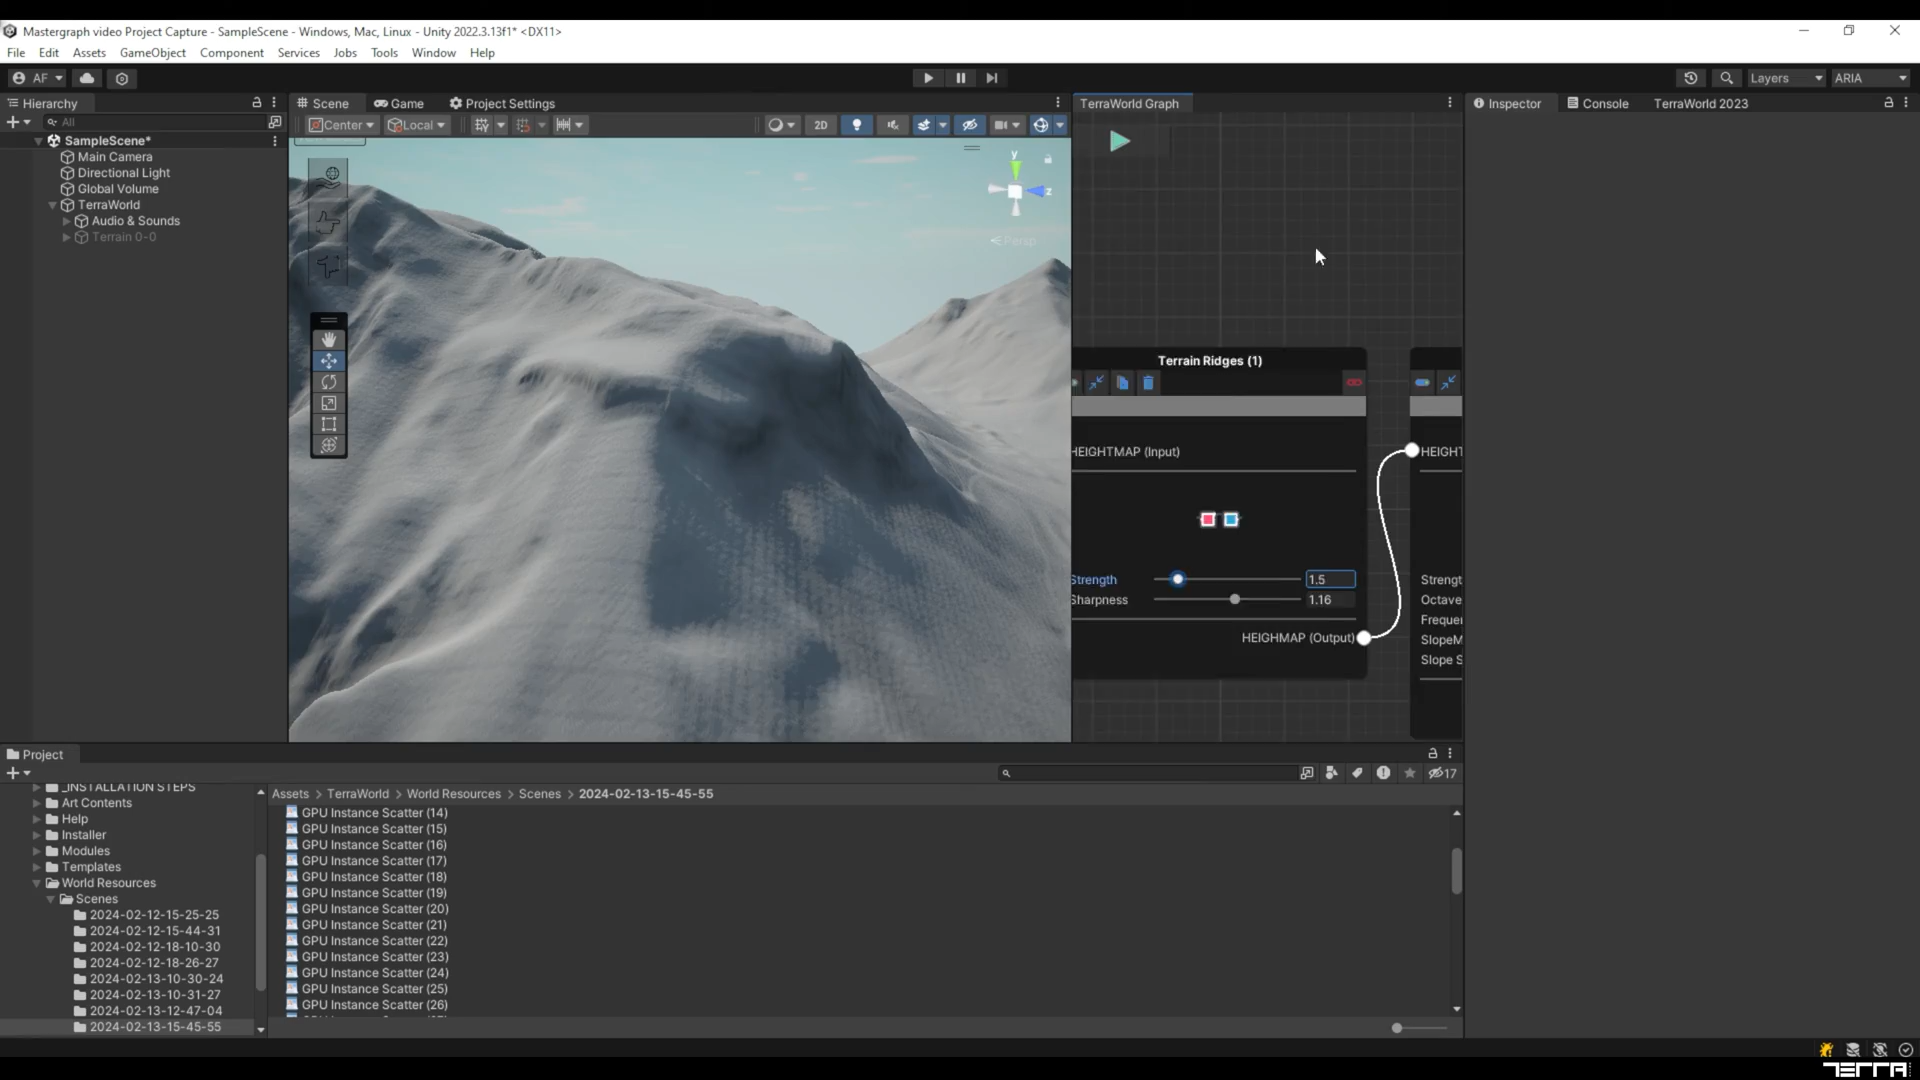 Mastergraph video Project Capture - SampleScene - Windows, Mac, Linux - Unity 2022.3.13f1* <DX11>
File Edit Assets GameObject Component Services Jobs Tools Window Help
AF Layers ARIA
Hierarchy Scene Game Project Settings TerraWorld Graph Inspector Console TerraWorld 2023
All Center Local 2D
SampleScene*
Main Camera
Directional Light
Global Volume
TerraWorld
Audio & Sounds
Terrain 0-0
y
z
Persp
Terrain Ridges (1)
HEIGHTMAP (Input)
Strength 1.5
Sharpness 1.16
HEIGHMAP (Output)
HEIGHT
Strengt
Octave
Freque
SlopeM
Slope S
Project
17
_INSTALLATION STEPS
Art Contents
Help
Installer
Modules
Templates
World Resources
Scenes
2024-02-12-15-25-25
2024-02-12-15-44-31
2024-02-12-18-10-30
2024-02-12-18-26-27
2024-02-13-10-30-24
2024-02-13-10-31-27
2024-02-13-12-47-04
2024-02-13-15-45-55
Assets > TerraWorld > World Resources > Scenes > 2024-02-13-15-45-55
GPU Instance Scatter (14)
GPU Instance Scatter (15)
GPU Instance Scatter (16)
GPU Instance Scatter (17)
GPU Instance Scatter (18)
GPU Instance Scatter (19)
GPU Instance Scatter (20)
GPU Instance Scatter (21)
GPU Instance Scatter (22)
GPU Instance Scatter (23)
GPU Instance Scatter (24)
GPU Instance Scatter (25)
GPU Instance Scatter (26)
TERRA